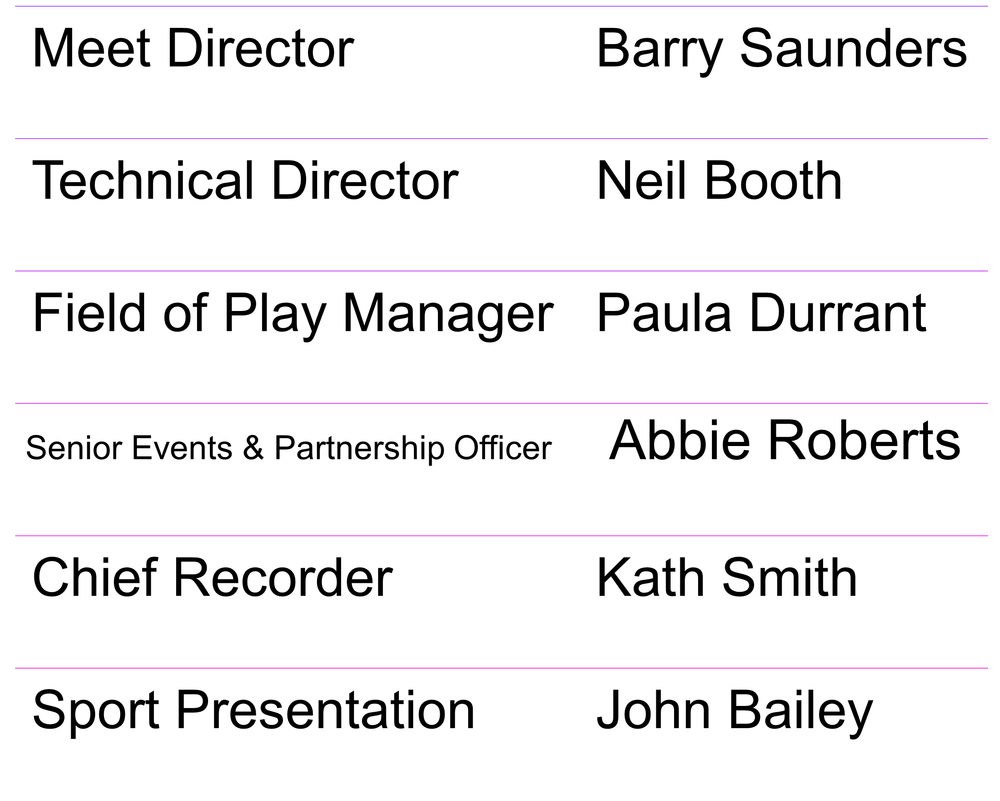 Meet Director Barry Saunders
Technical Director Neil Booth
Field of Play Manager Paula Durrant
Senior Events & Partnership Officer Abbie Roberts
Chief Recorder Kath Smith
Sport Presentation John Bailey